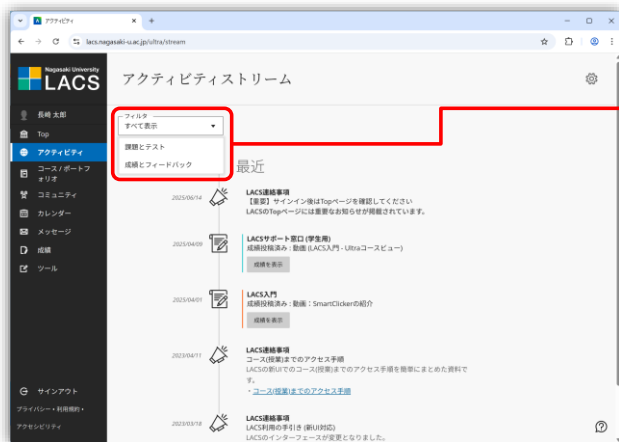 アクティビティ
lacs.nagasaki-u.ac.jp/ultra/stream
Nagasaki University
LACS
アクティビティストリーム
長崎 太郎
Top
アクティビティ
コース / ポートフ
ォリオ
コミュニティ
カレンダー
メッセージ
成績
ツール
サインアウト
プライバシー・利用規約・
アクセシビリティ
フィルタ
すべて表示
課題とテスト
成績とフィードバック
最近
2025/06/14
LACS連絡事項
【重要】サインイン後はTopページを確認してください
LACSのTopページには重要なお知らせが掲載されています。
2025/04/09
LACSサポート窓口 (学生用)
成績投稿済み : 動画 (LACS入門 - Ultraコースビュー)
成績を表示
2025/04/01
LACS入門
成績投稿済み : 動画：SmartClickerの紹介
成績を表示
2023/04/11
LACS連絡事項
コース(授業)までのアクセス手順
LACSの新UIでのコース(授業)までのアクセス手順を簡単にまとめた資料で
す。
・コース(授業)までのアクセス手順
2023/03/18
LACS連絡事項
LACS利用の手引き (新UI対応)
LACSのインターフェースが変更となりました。